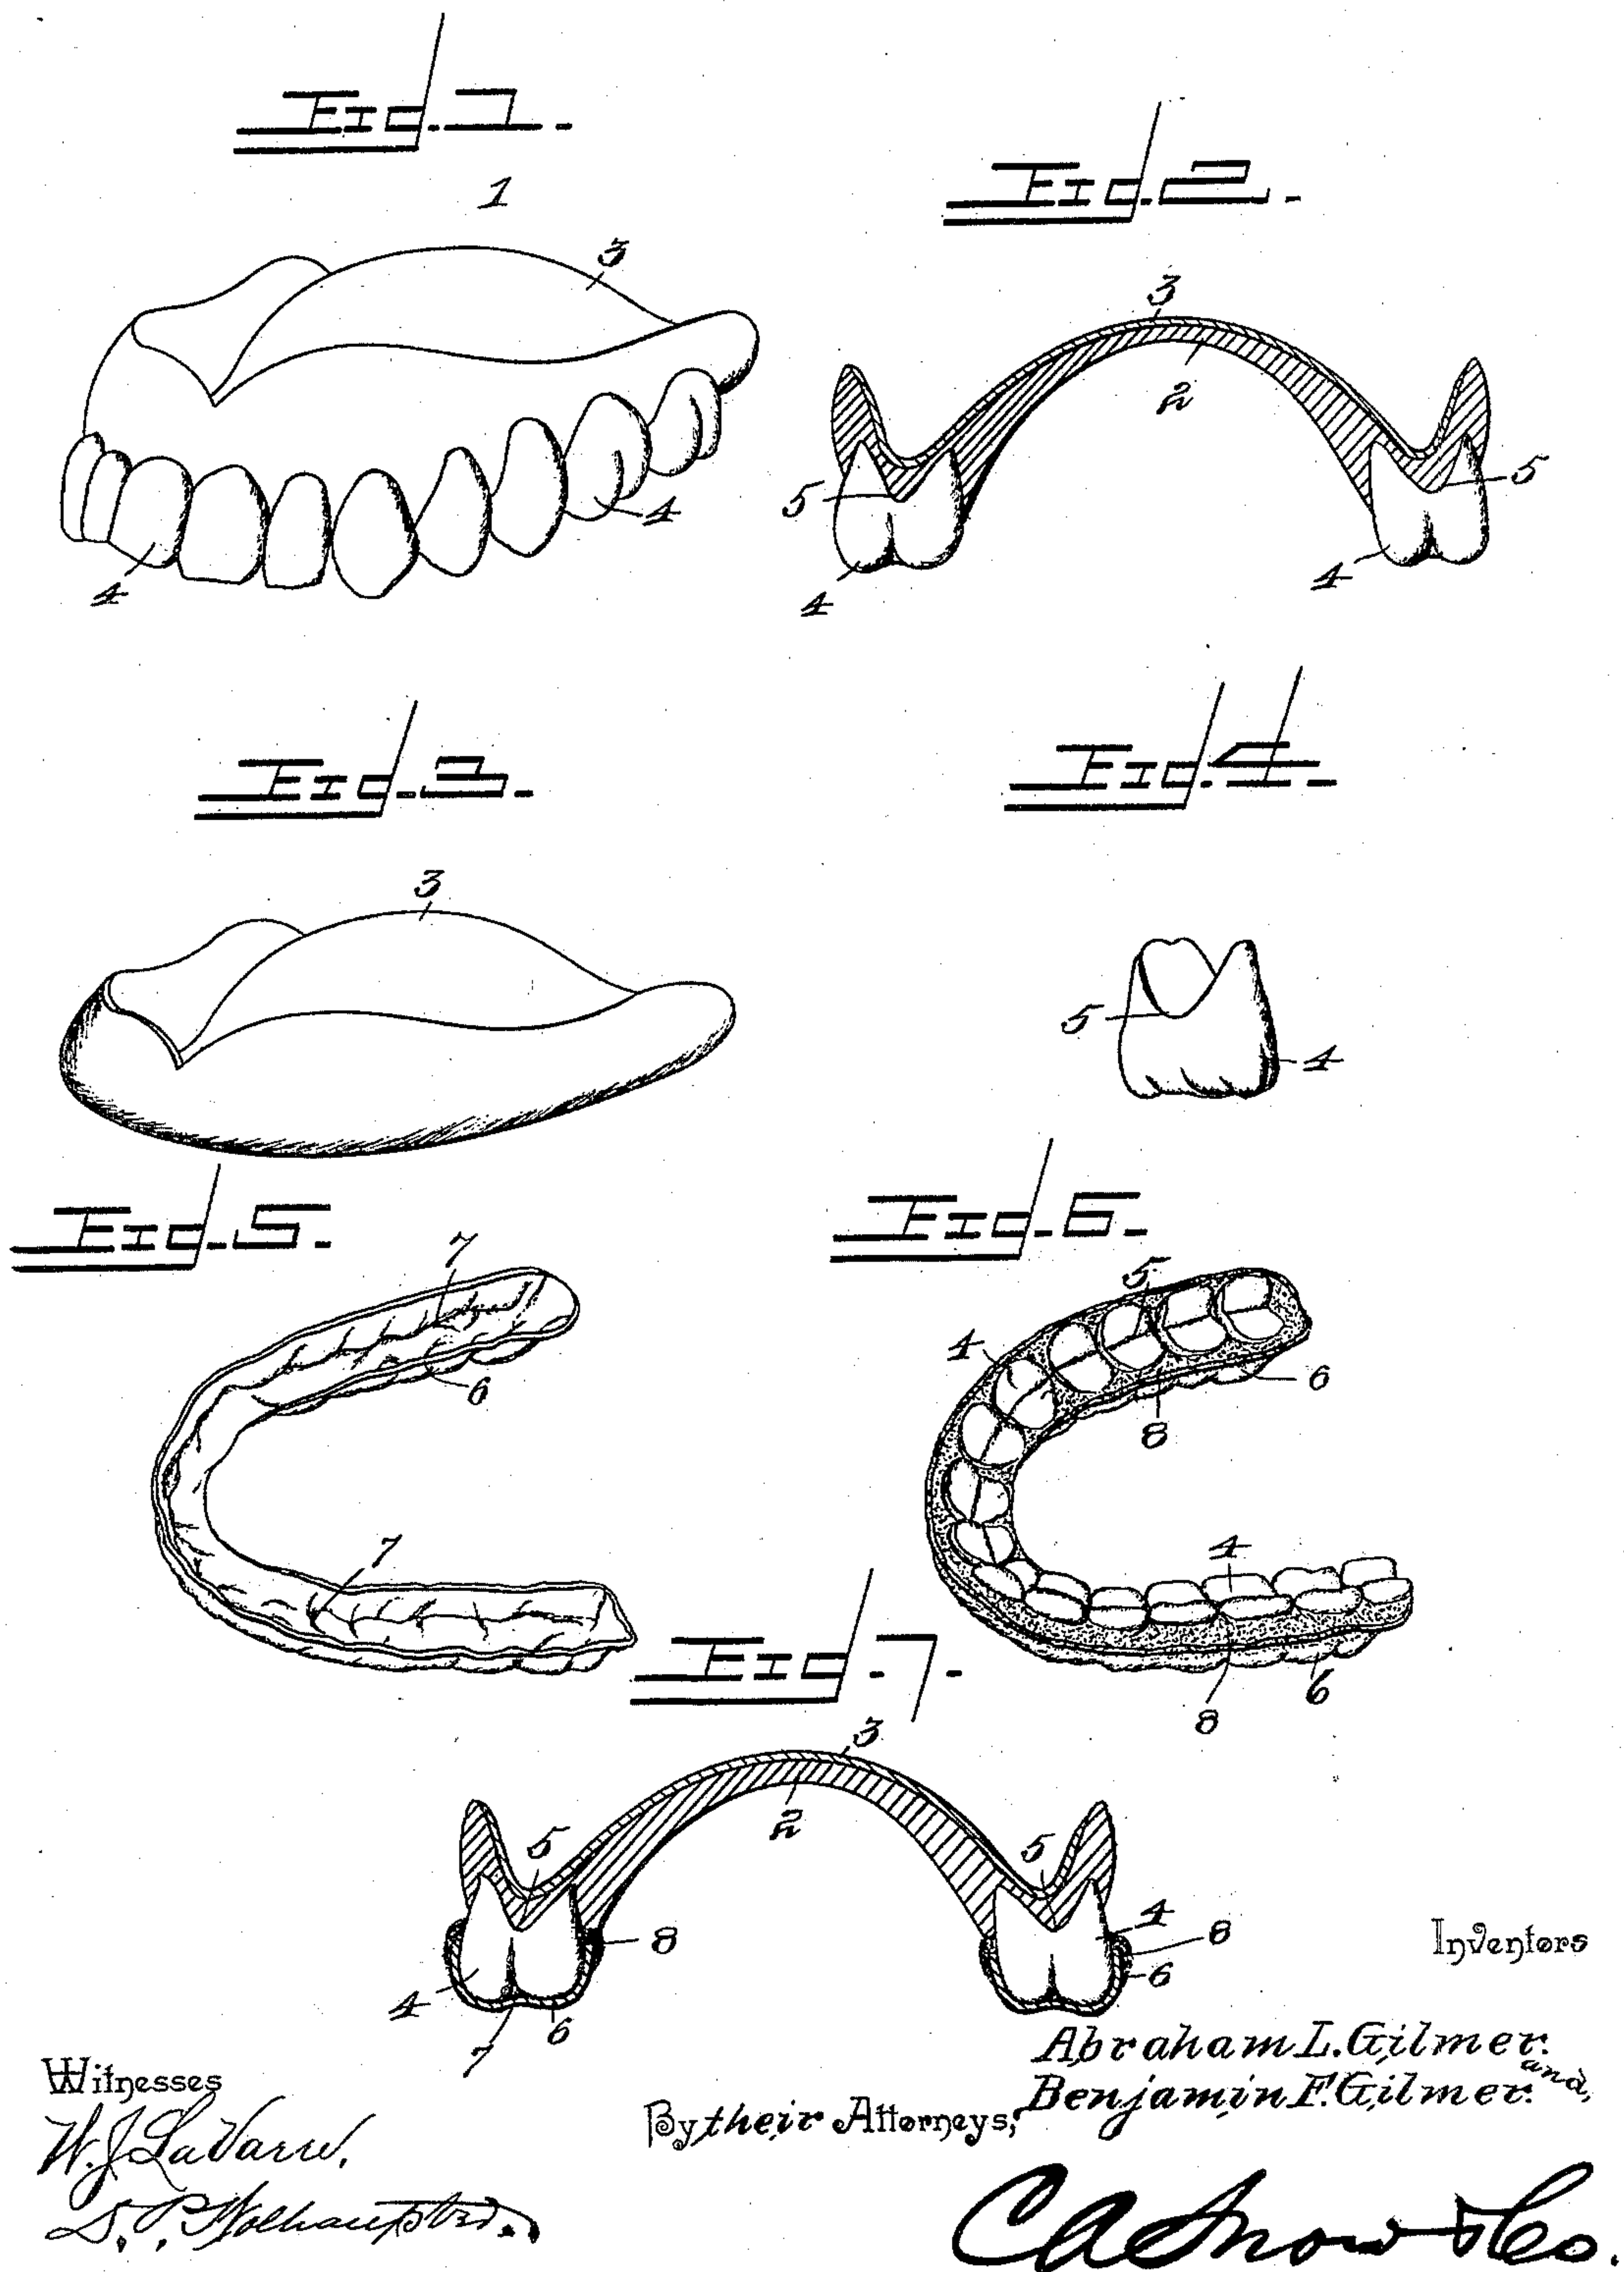 Fig. 1.
1
3
4
4
Fig. 2.
3
2
5
5
4
4
Fig. 3.
3
Fig. 4.
5
4
Fig. 5.
7
6
7
Fig. 6.
5
4
6
8
4
6
8
Fig. 7.
3
2
5
5
8
4
8
6
4
7
6
Inventors
Abraham L. Gilmer.
and
Benjamin F. Gilmer.
Witnesses
By their Attorneys,
W. J.
D. P. Wolhaupter.
C A Snow & Co.